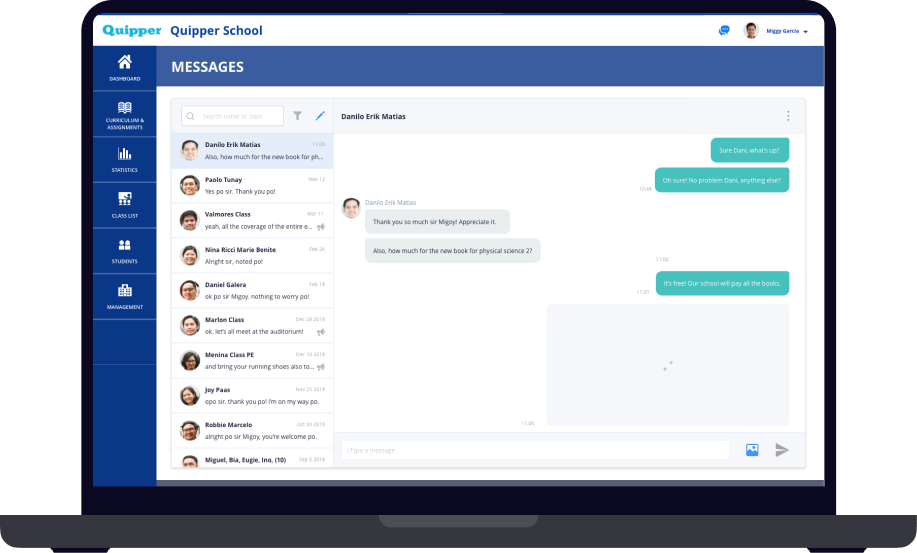 Quipper Quipper School
Miggy Garcia
DASHBOARD
CURRICULUM &
ASSIGNMENTS
STATISTICS
CLASS LIST
STUDENTS
MANAGEMENT
MESSAGES
Search name or class
Danilo Erik Matias 11:05
Also, how much for the new book for ph...
Paolo Tunay Mar 12
Yes po sir. Thank you po!
Valmores Class Mar 11
yeah, all the coverage of the entire e...
Nina Ricci Marie Benite Feb 26
Alright sir, noted po!
Daniel Galera Feb 18
ok po sir Migoy. nothing to worry po!
Marlon Class Dec 28 2018
ok. let's all meet at the auditorium!
Menina Class PE Dec 10 2018
and bring your running shoes also to...
Joy Paas Nov 25 2018
opo sir. thank you po! i'm on my way po.
Robbie Marcelo Oct 30 2018
alright po sir Migoy, you're welcome po.
Miguel, Bia, Eugie, Ino, (10) Sep 6 2018
Danilo Erik Matias
Sure Dani, what's up?
Oh sure! No problem Dani, anything else?
10:48
Danilo Erik Matias
Thank you so much sir Migoy! Appreciate it.
Also, how much for the new book for physical science 2?
11:00
It's free! Our school will pay all the books.
11:01
11:00
Type a message